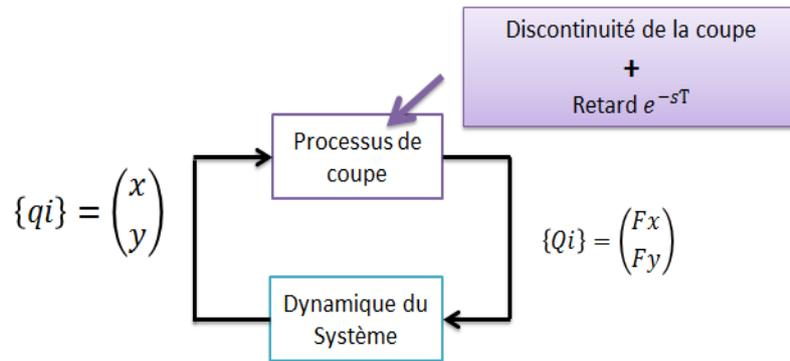 Discontinuité de la coupe
+
Retard e^{-sT}
Processus de
coupe
{qi} = (x
y)
{Qi} = (Fx
Fy)
Dynamique du
Système